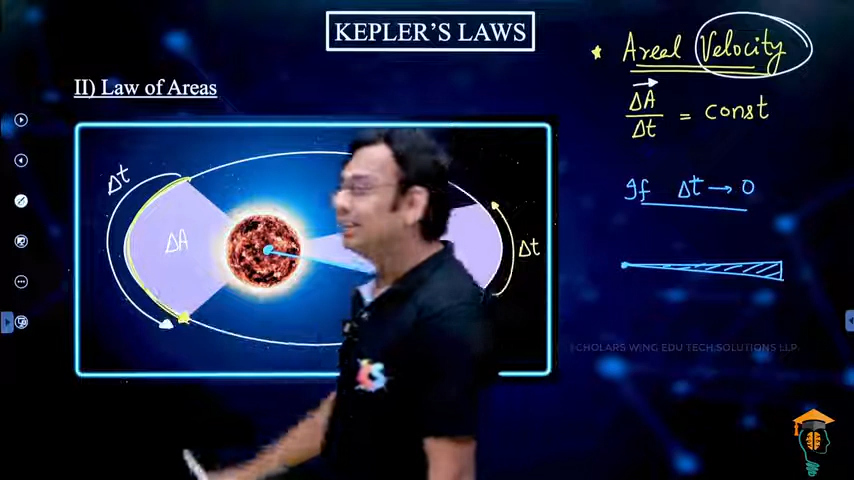 KEPLER'S LAWS
II) Law of Areas
* Areal Velocity
ΔA→ / Δt = const
If Δt → 0
Δt
ΔA
Δt
CHOLARS WING EDU TECH SOLUTIONS LLP